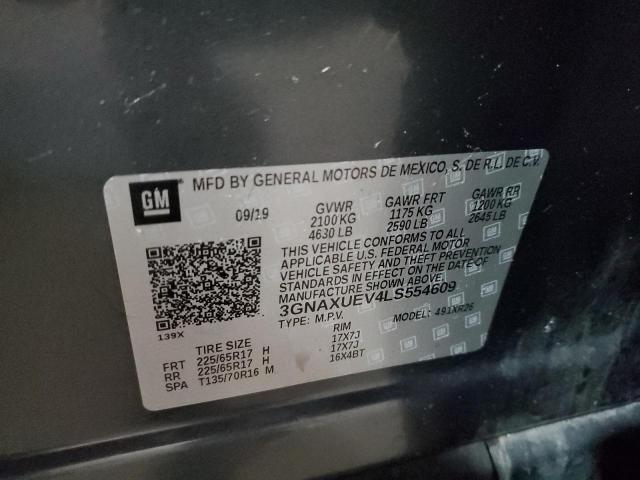 GM
MFD BY GENERAL MOTORS DE MEXICO, S. DE R.L. DE C.V.
09/19 GVWR GAWR FRT GAWR RR
2100 KG 1175 KG 1200 KG
4630 LB 2590 LB 2645 LB
THIS VEHICLE CONFORMS TO ALL
APPLICABLE U.S. FEDERAL MOTOR
VEHICLE SAFETY AND THEFT PREVENTION
STANDARDS IN EFFECT ON THE DATE OF
MANUFACTURE SHOWN ABOVE.
3GNAXUEV4LS554609
TYPE: M.P.V. MODEL: 491XR26
139X
TIRE SIZE RIM
FRT 225/65R17 H 17X7J
RR 225/65R17 H 17X7J
SPA T135/70R16 M 16X4BT